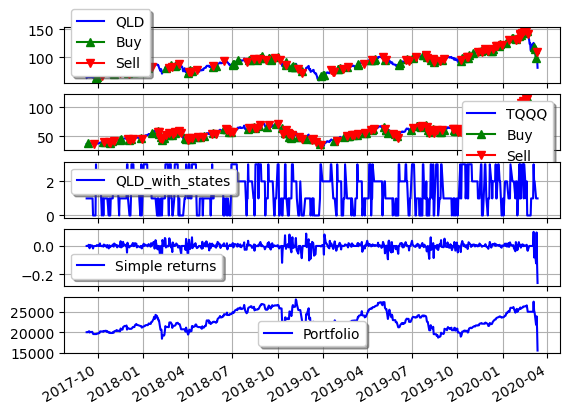 QLD
Buy
Sell
150
100
TQQQ
Buy
Sell
100
50
QLD_with_states
2
0
Simple returns
0.0
−0.2
Portfolio
25000
20000
15000
2017-10 2018-01 2018-04 2018-07 2018-10 2019-01 2019-04 2019-07 2019-10 2020-01 2020-04